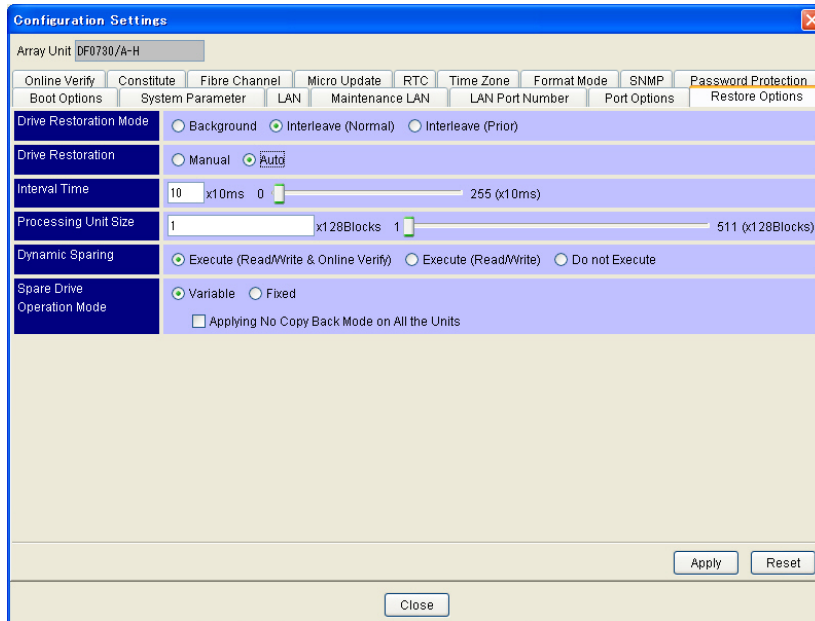 Configuration Settings
Array Unit DF0730/A-H
Online Verify Constitute Fibre Channel Micro Update RTC Time Zone Format Mode SNMP Password Protection
Boot Options System Parameter LAN Maintenance LAN LAN Port Number Port Options Restore Options
Drive Restoration Mode Background Interleave (Normal) Interleave (Prior)
Drive Restoration Manual Auto
Interval Time 10 x10ms 0 255 (x10ms)
Processing Unit Size 1 x128Blocks 1 511 (x128Blocks)
Dynamic Sparing Execute (Read/Write & Online Verify) Execute (Read/Write) Do not Execute
Spare Drive
Operation Mode
Variable Fixed
Applying No Copy Back Mode on All the Units
Apply Reset
Close